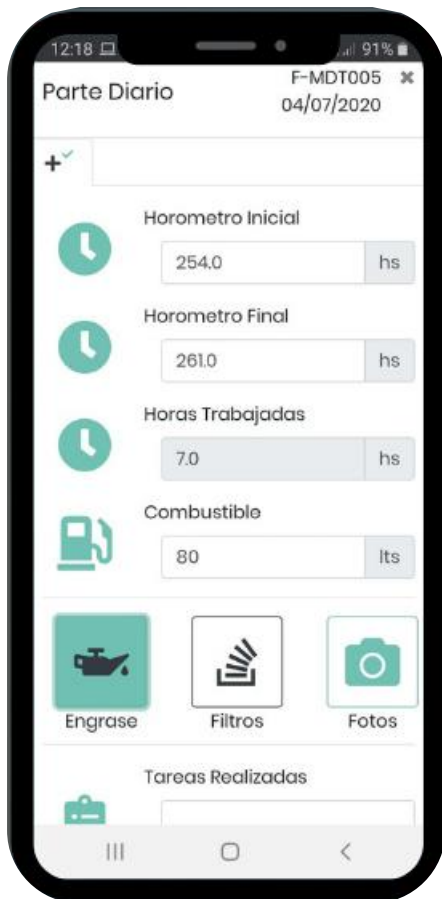 12:18 91%
Parte Diario F-MDT005
04/07/2020
Horometro Inicial
254.0 hs
Horometro Final
261.0 hs
Horas Trabajadas
7.0 hs
Combustible
80 lts
Engrase Filtros Fotos
Tareas Realizadas